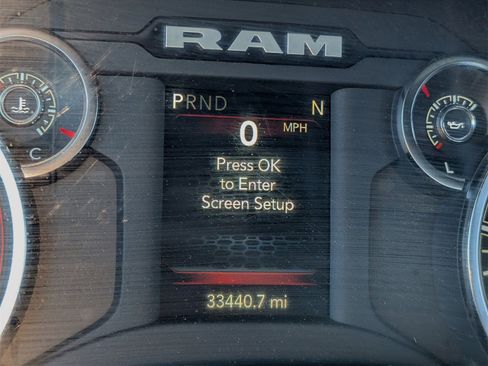 RAM
PRND N
0 MPH
Press OK
to Enter
Screen Setup
C
L
33440.7 mi